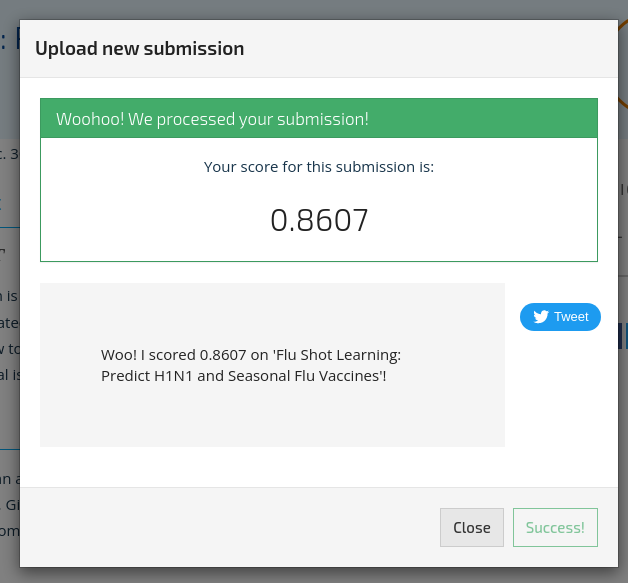 Upload new submission
Woohoo! We processed your submission!
Your score for this submission is:
0.8607
Tweet
Woo! I scored 0.8607 on 'Flu Shot Learning:
Predict H1N1 and Seasonal Flu Vaccines'!
Close
Success!